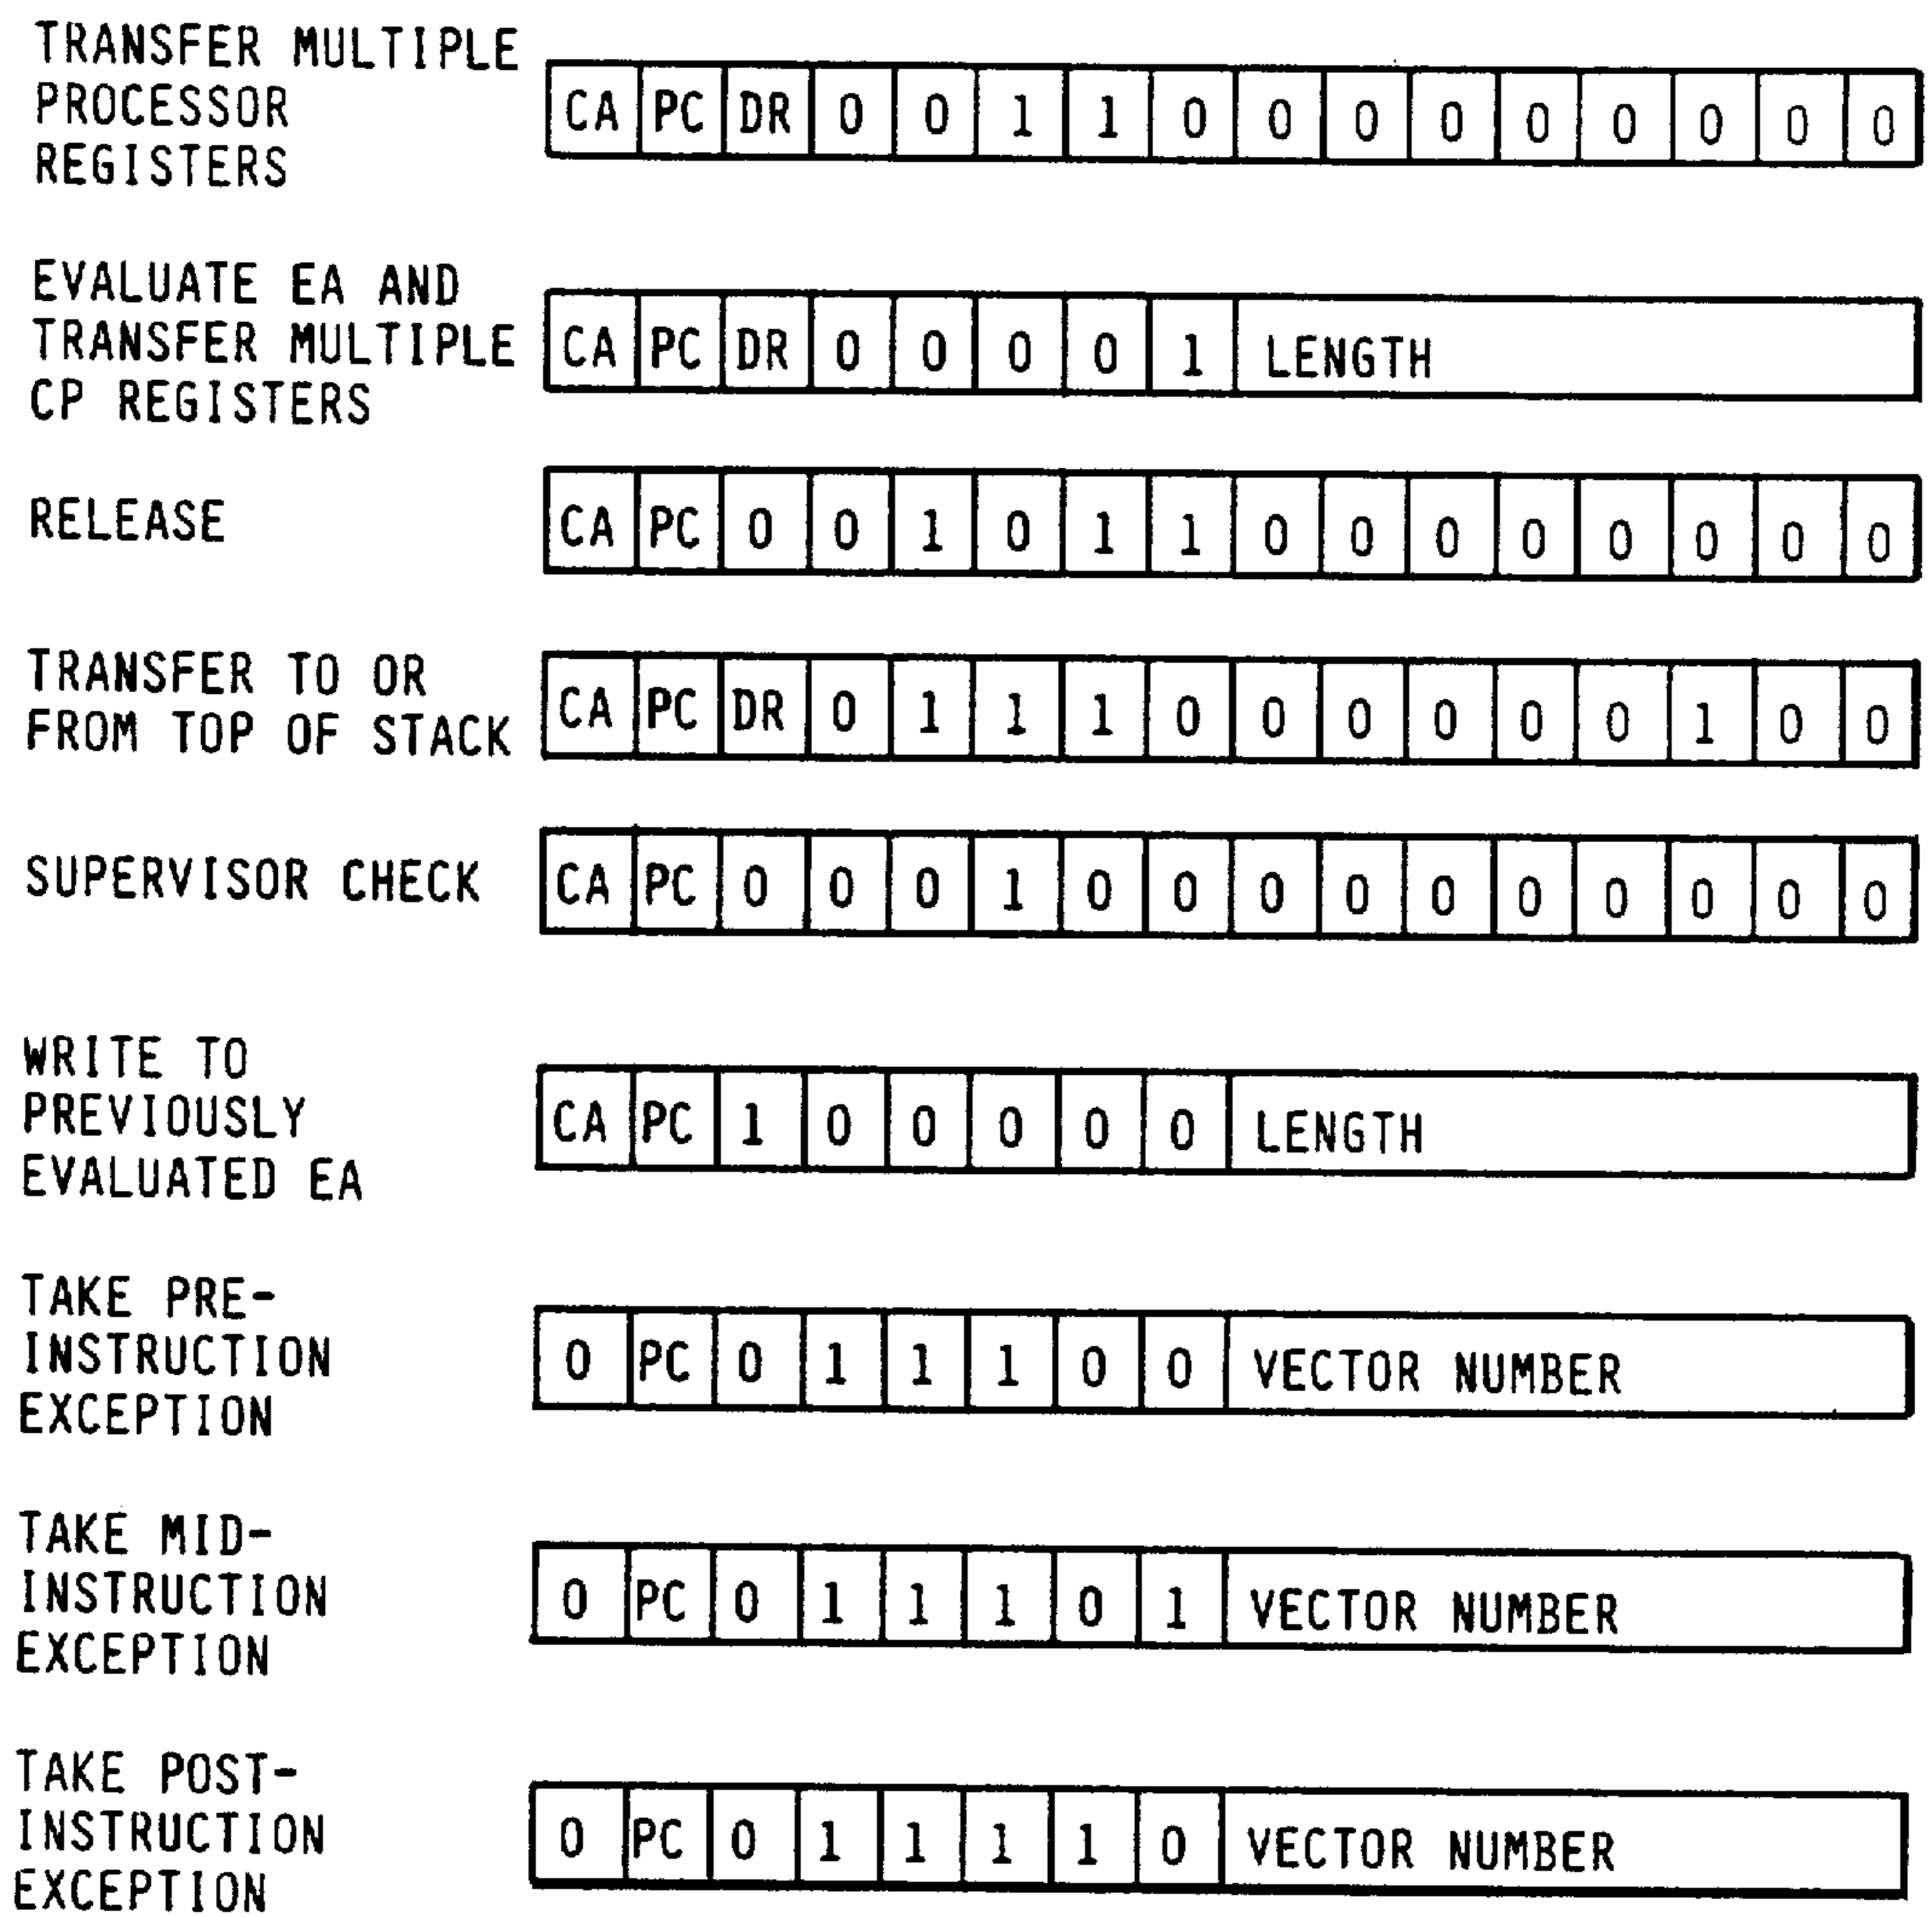 TRANSFER MULTIPLE
PROCESSOR
REGISTERS
CA PC DR 0 0 1 1 0 0 0 0 0 0 0 0 0
EVALUATE EA AND
TRANSFER MULTIPLE
CP REGISTERS
CA PC DR 0 0 0 0 1 LENGTH
RELEASE
CA PC 0 0 1 0 1 1 0 0 0 0 0 0 0 0
TRANSFER TO OR
FROM TOP OF STACK
CA PC DR 0 1 1 1 0 0 0 0 0 0 1 0 0
SUPERVISOR CHECK
CA PC 0 0 0 1 0 0 0 0 0 0 0 0 0 0
WRITE TO
PREVIOUSLY
EVALUATED EA
CA PC 1 0 0 0 0 0 LENGTH
TAKE PRE-
INSTRUCTION
EXCEPTION
0 PC 0 1 1 1 0 0 VECTOR NUMBER
TAKE MID-
INSTRUCTION
EXCEPTION
0 PC 0 1 1 1 0 1 VECTOR NUMBER
TAKE POST-
INSTRUCTION
EXCEPTION
0 PC 0 1 1 1 1 0 VECTOR NUMBER